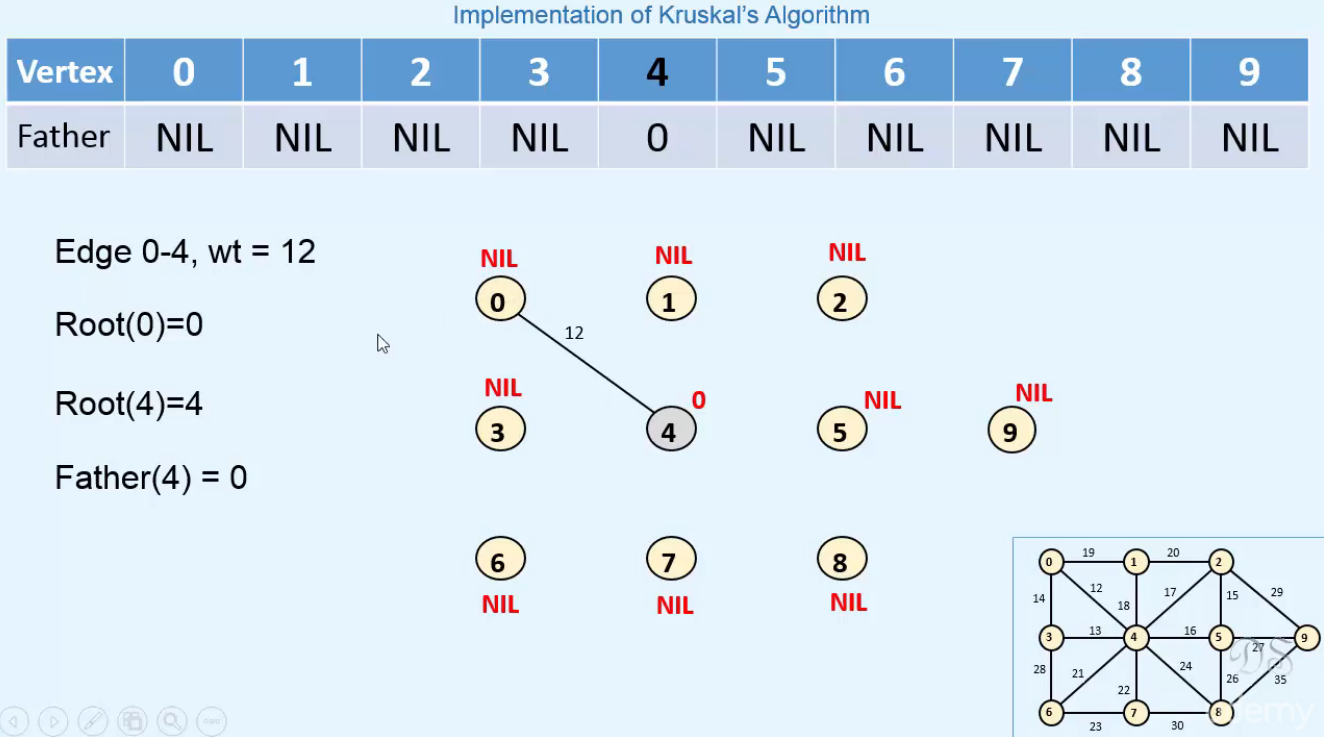 Implementation of Kruskal's Algorithm
Vertex 0 1 2 3 4 5 6 7 8 9
Father NIL NIL NIL NIL 0 NIL NIL NIL NIL NIL
Edge 0-4, wt = 12
Root(0)=0
Root(4)=4
Father(4) = 0
NIL NIL NIL
0 1 2
12
NIL 0 NIL NIL
3 4 5 9
6 7 8
NIL NIL NIL
19 20
0 1 2
14 12 18 17 15 29
13 16
3 4 5 9
27
28 21 22 24 26 35
6 7 8
23 30